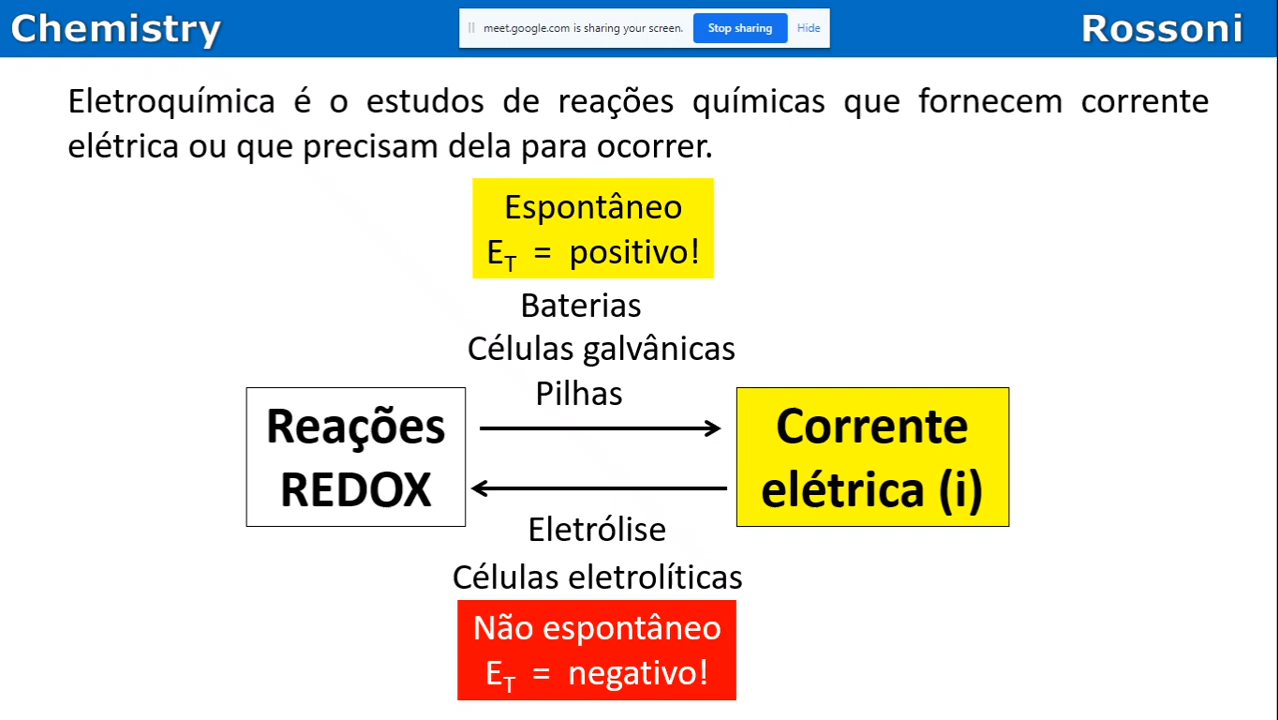 Chemistry
meet.google.com is sharing your screen. Stop sharing Hide
Rossoni
Eletroquímica é o estudos de reações químicas que fornecem corrente
elétrica ou que precisam dela para ocorrer.
Espontâneo
E_T = positivo!
Baterias
Células galvânicas
Pilhas
Reações
REDOX
Corrente
elétrica (i)
Eletrólise
Células eletrolíticas
Não espontâneo
E_T = negativo!